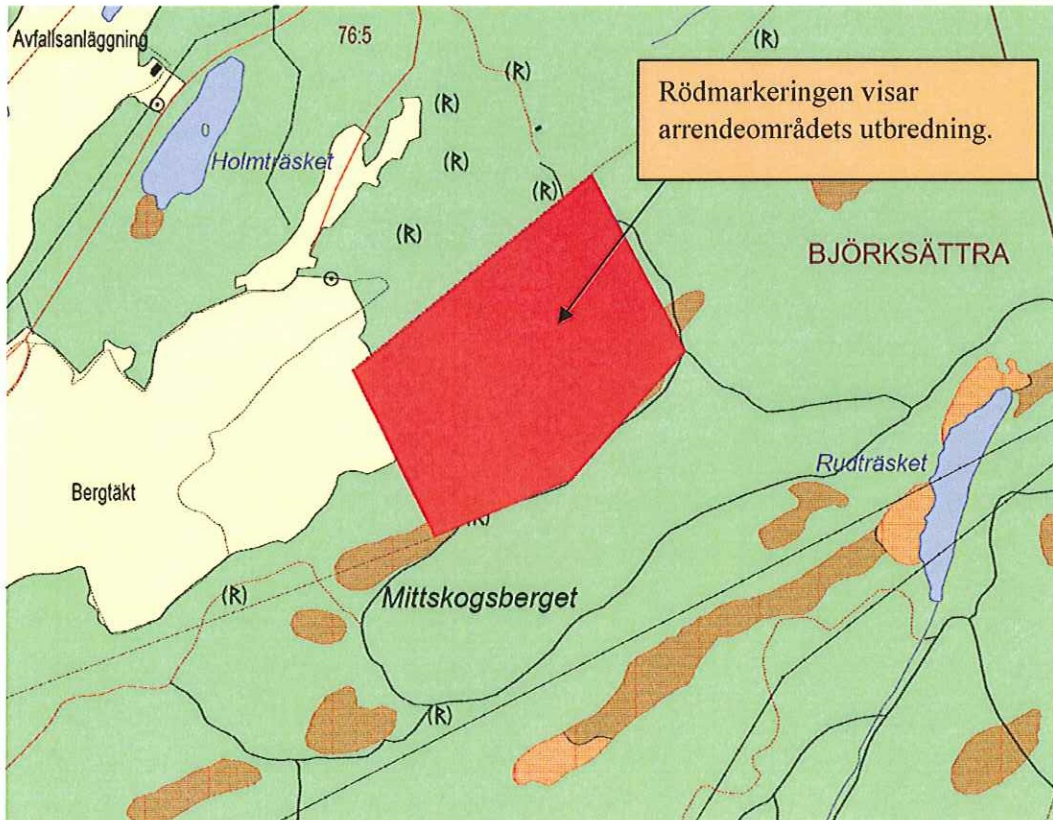 Avfallsanläggning
76:5
(R)
(R)
(R)
Rödmarkeringen visar
arrendeområdets utbredning.
Holmträsket
(R)
(R)
(R)
BJÖRKSÄTTRA
Rudträsket
Bergtäkt
(R)
(R)
Mittskogsberget
(R)